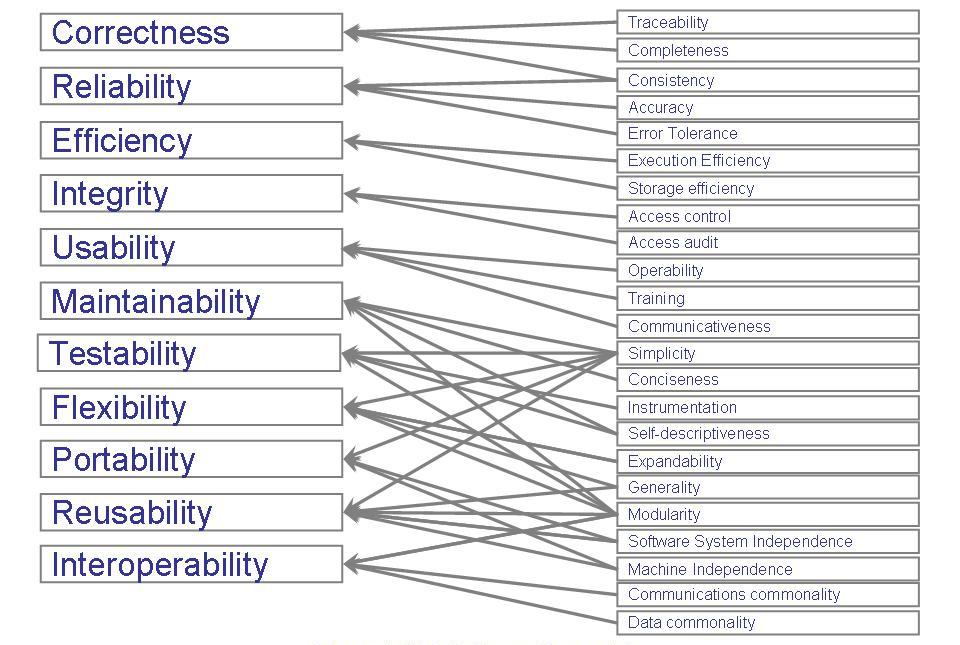 Correctness
Reliability
Efficiency
Integrity
Usability
Maintainability
Testability
Flexibility
Portability
Reusability
Interoperability
Traceability
Completeness
Consistency
Accuracy
Error Tolerance
Execution Efficiency
Storage efficiency
Access control
Access audit
Operability
Training
Communicativeness
Simplicity
Conciseness
Instrumentation
Self-descriptiveness
Expandability
Generality
Modularity
Software System Independence
Machine Independence
Communications commonality
Data commonality